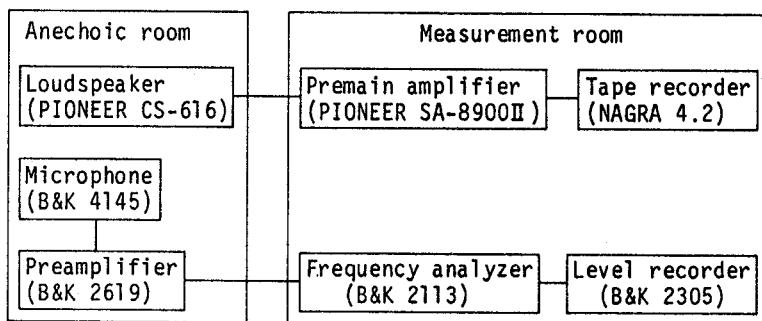 Anechoic room
Measurement room
Loudspeaker
(PIONEER CS-616)
Premain amplifier
(PIONEER SA-8900II)
Tape recorder
(NAGRA 4.2)
Microphone
(B&K 4145)
Preamplifier
(B&K 2619)
Frequency analyzer
(B&K 2113)
Level recorder
(B&K 2305)